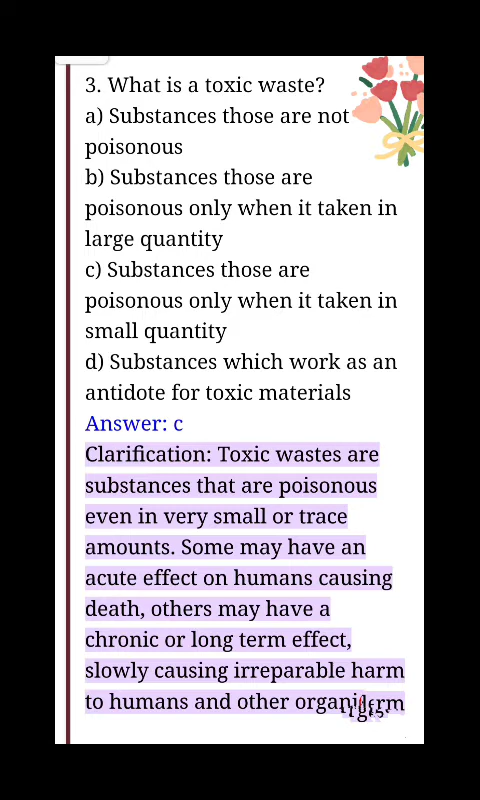 3. What is a toxic waste?
a) Substances those are not
poisonous
b) Substances those are
poisonous only when it taken in
large quantity
c) Substances those are
poisonous only when it taken in
small quantity
d) Substances which work as an
antidote for toxic materials
Answer: c
Clarification: Toxic wastes are
substances that are poisonous
even in very small or trace
amounts. Some may have an
acute effect on humans causing
death, others may have a
chronic or long term effect,
slowly causing irreparable harm
to humans and other